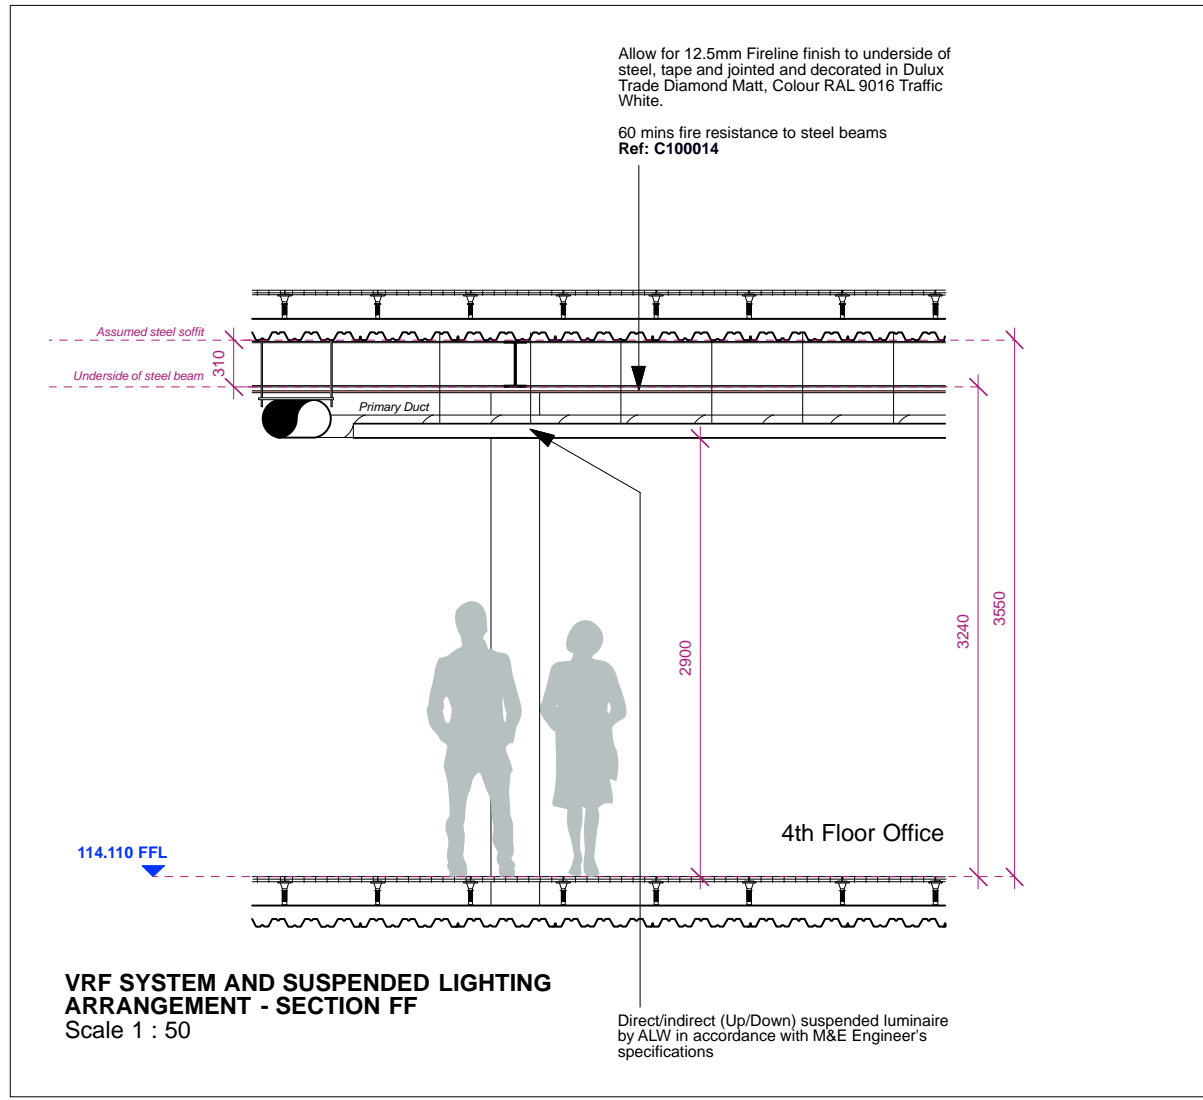 Allow for 12.5mm Fireline finish to underside of
steel, tape and jointed and decorated in Dulux
Trade Diamond Matt, Colour RAL 9016 Traffic
White.
60 mins fire resistance to steel beams
Ref: C100014
Assumed steel soffit
310
Underside of steel beam
Primary Duct
3550
3240
2900
4th Floor Office
114.110 FFL
VRF SYSTEM AND SUSPENDED LIGHTING
ARRANGEMENT - SECTION FF
Scale 1 : 50
Direct/indirect (Up/Down) suspended luminaire
by ALW in accordance with M&E Engineer's
specifications